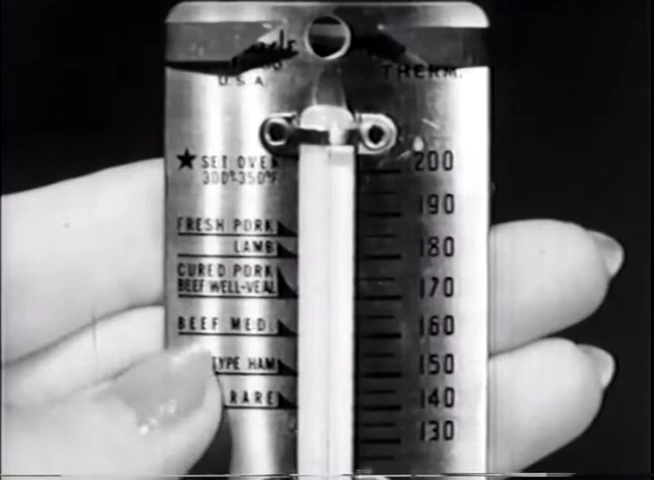 U.S.A.
THERM.
★ SET OVEN
300°-350°F
FRESH PORK
LAMB
CURED PORK
BEEF WELL-VEAL
BEEF MED.
TYPE HAM
RARE
200
190
180
170
160
150
140
130